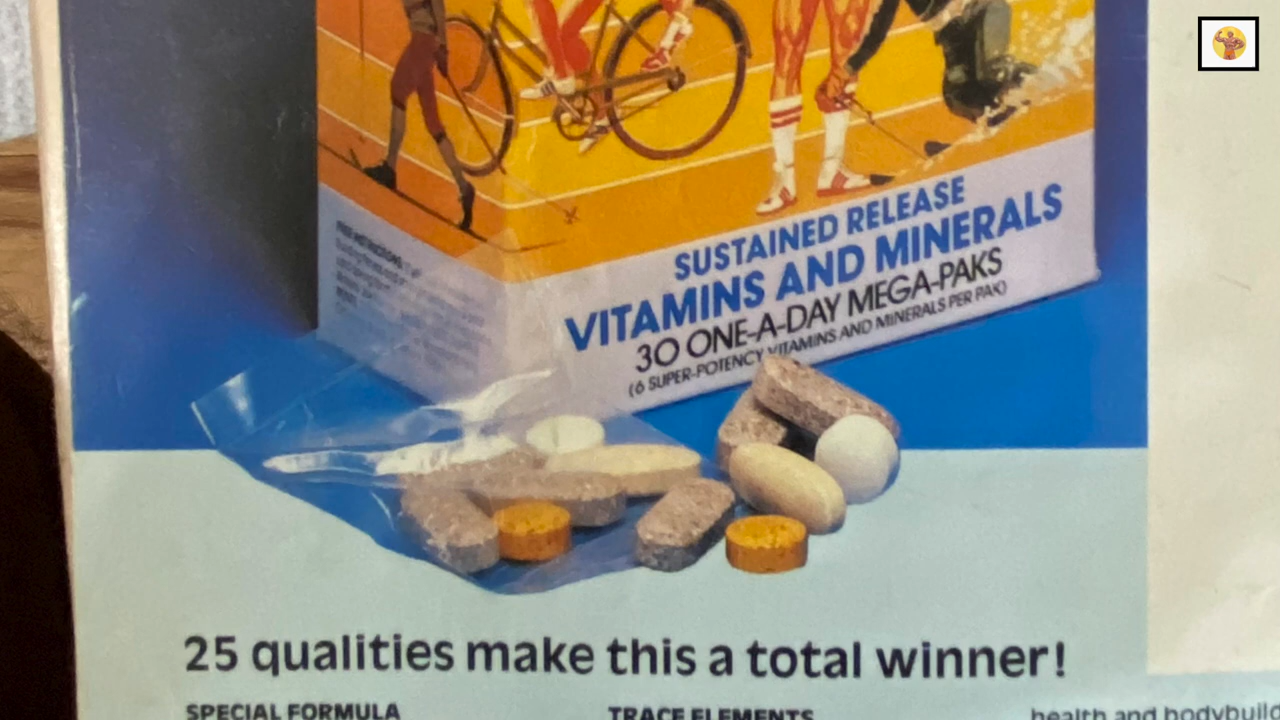 SUSTAINED RELEASE
VITAMINS AND MINERALS
30 ONE-A-DAY MEGA-PAKS
(6 SUPER-POTENCY VITAMINS AND MINERALS PER PAK)
25 qualities make this a total winner!
SPECIAL FORMULA
TRACE ELEMENTS
health and bodybuild